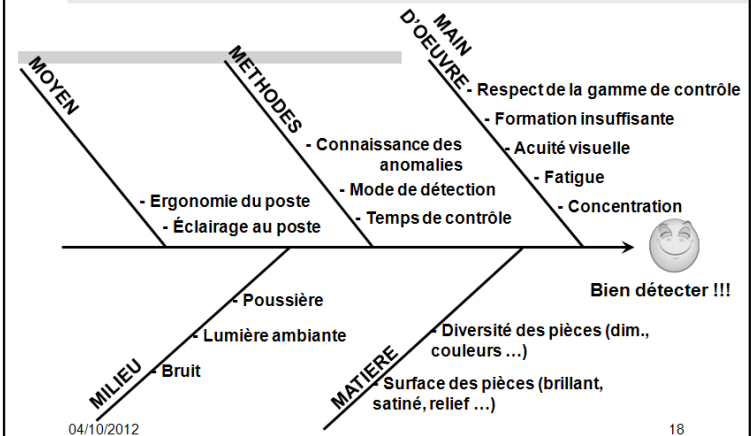 MOYEN
METHODES
MAIN
D'OEUVRE
- Respect de la gamme de contrôle
- Formation insuffisante
- Acuité visuelle
- Fatigue
- Concentration
- Connaissance des
anomalies
- Mode de détection
- Temps de contrôle
- Ergonomie du poste
- Éclairage au poste
Bien détecter !!!
- Poussière
- Lumière ambiante
- Bruit
MILIEU
- Diversité des pièces (dim.,
couleurs ...)
- Surface des pièces (brillant,
satiné, relief ...)
MATIERE
04/10/2012
18